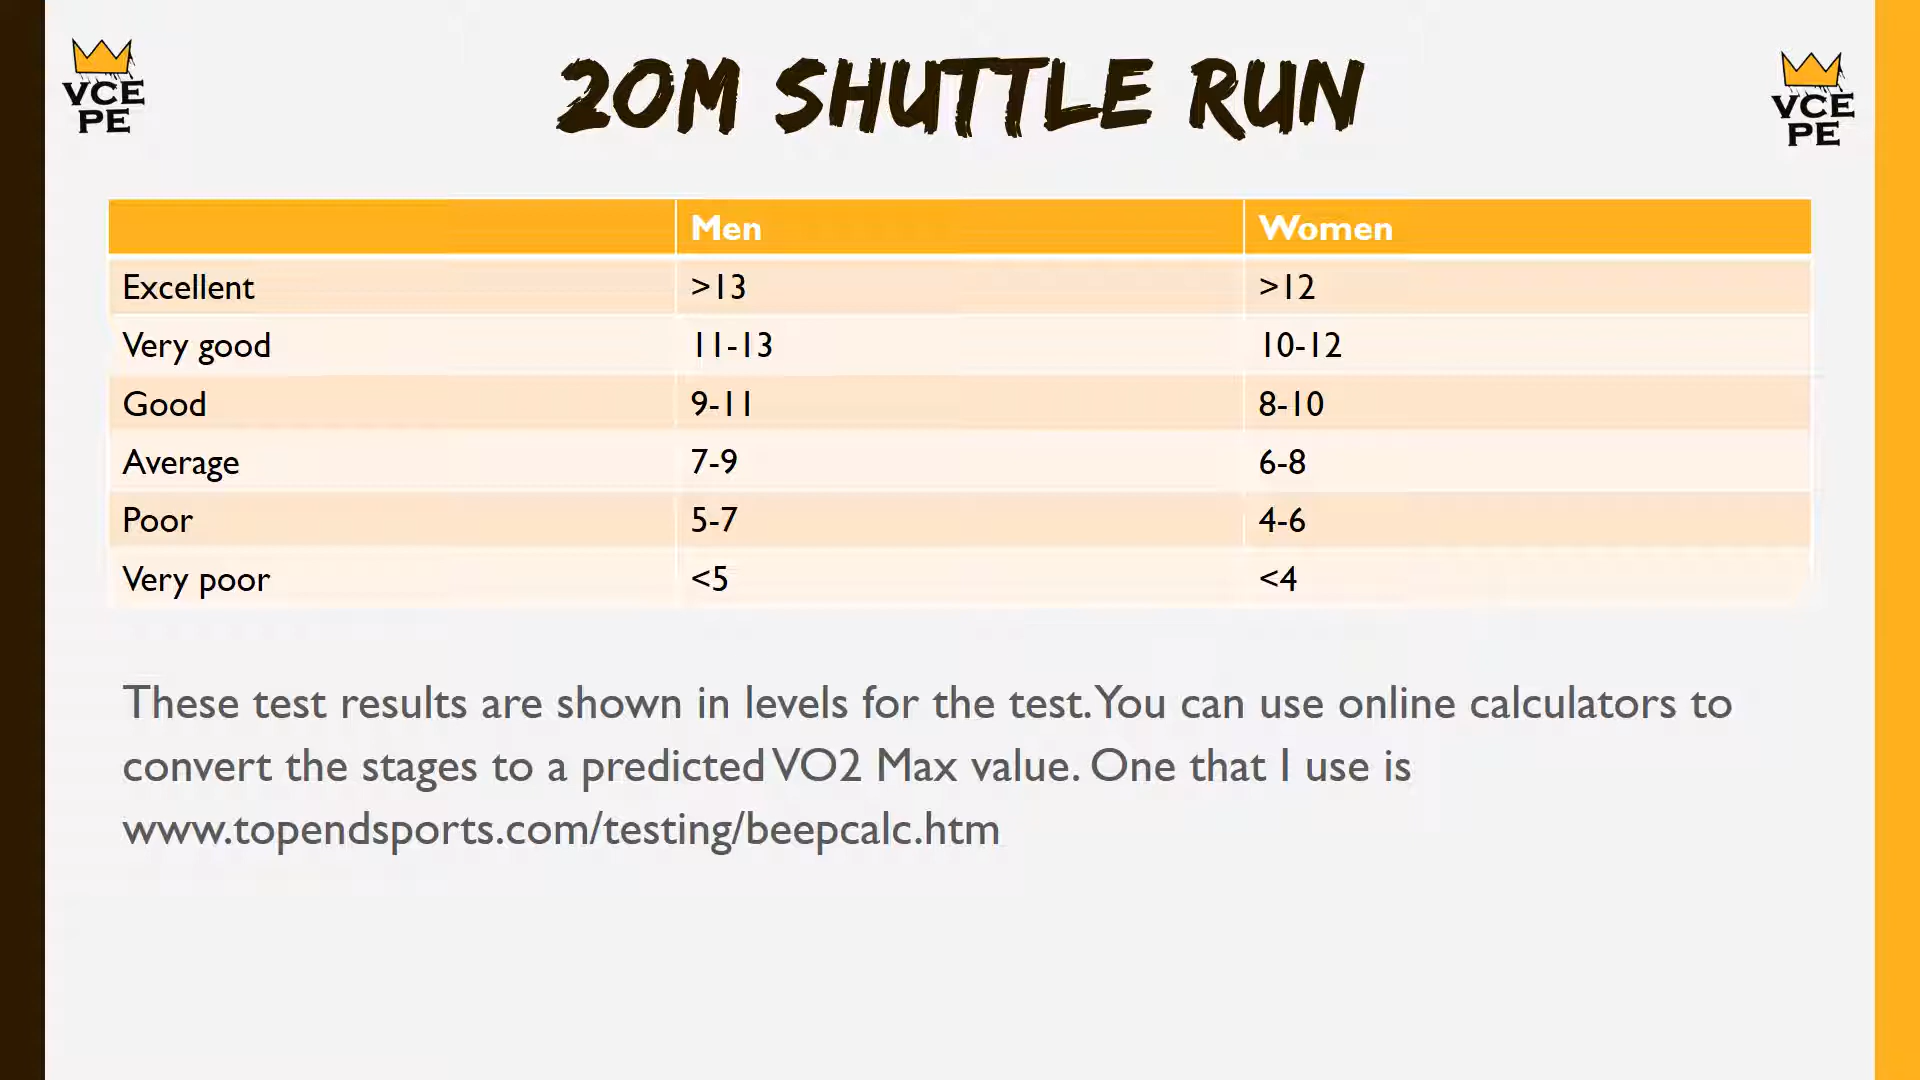 VCE
PE
20M SHUTTLE RUN
VCE
PE
Men Women
Excellent >13 >12
Very good 11-13 10-12
Good 9-11 8-10
Average 7-9 6-8
Poor 5-7 4-6
Very poor <5 <4
These test results are shown in levels for the test. You can use online calculators to
convert the stages to a predicted VO2 Max value. One that I use is
www.topendsports.com/testing/beepcalc.htm